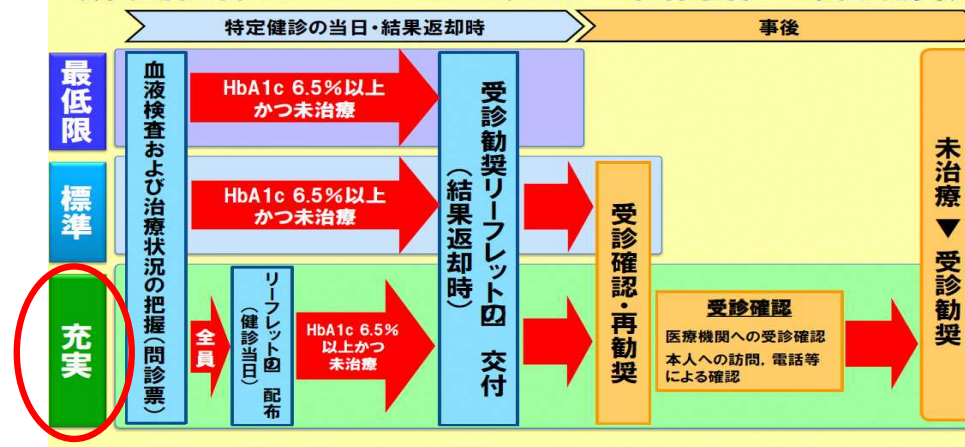 特定健診の当日・結果返却時
事後
最低限
血液検査および治療状況の把握(問診票)
HbA1c 6.5%以上
かつ未治療
受診勧奨リーフレット の 交付
(結果返却時)
標準
HbA1c 6.5%以上
かつ未治療
受診確認・再勧奨
未治療▼受診勧奨
充実
全員
リーフレット の 配布
(健診当日)
HbA1c 6.5%
以上かつ
未治療
受診確認
医療機関への受診確認
本人への訪問,電話等
による確認